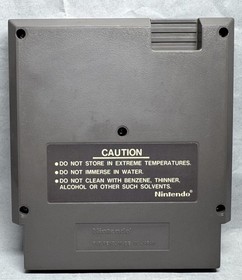 CAUTION
•DO NOT STORE IN EXTREME TEMPERATURES.
•DO NOT IMMERSE IN WATER.
•DO NOT CLEAN WITH BENZENE, THINNER,
ALCOHOL OR OTHER SUCH SOLVENTS.
Nintendo®
Nintendo